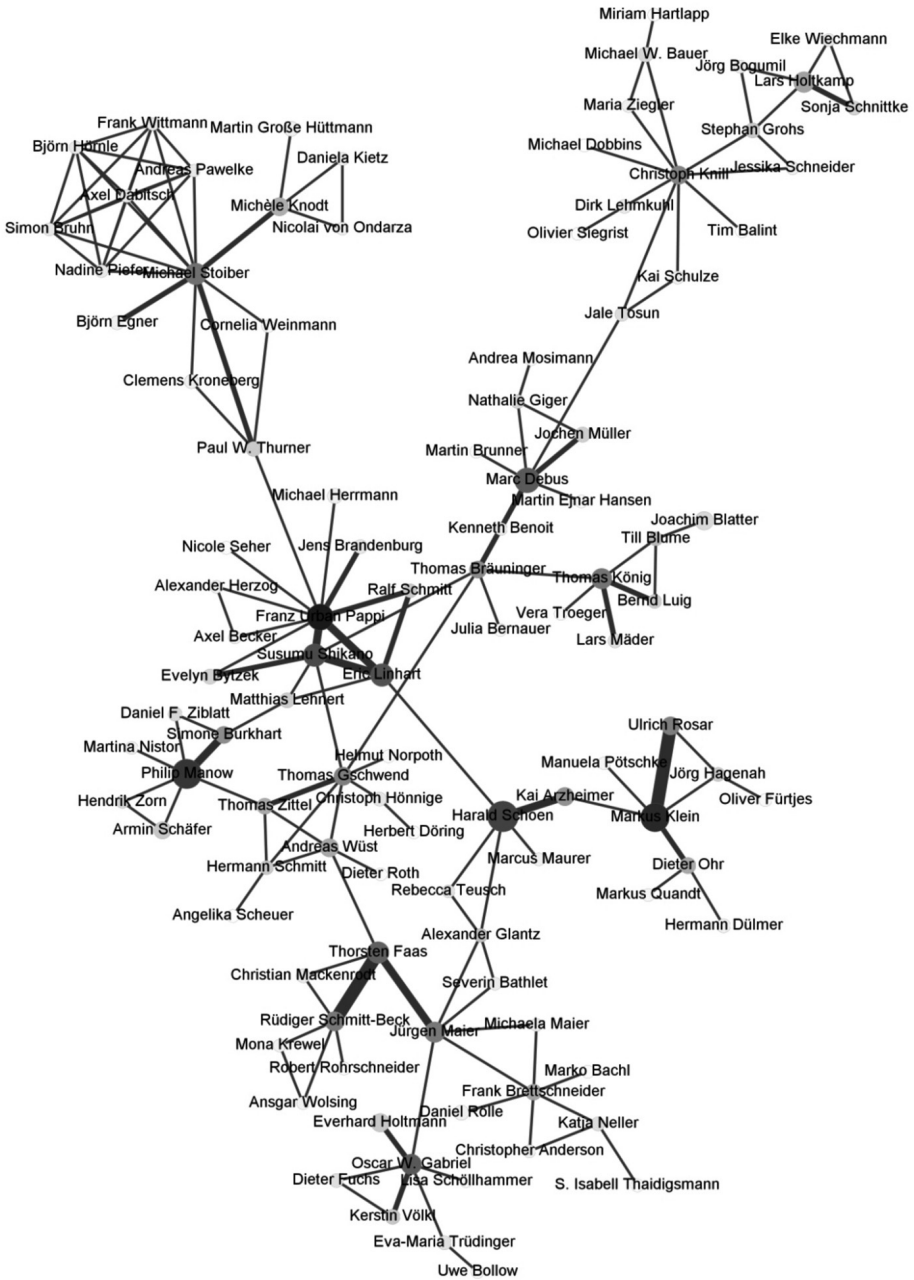 Miriam Hartlapp
Elke Wiechmann
Michael W. Bauer
Jörg Bogumil
Lars Holtkamp
Maria Ziegler
Sonja Schnittke
Frank Wittmann
Martin Große Hüttmann
Stephan Grohs
Björn Hörnle
Michael Dobbins
Daniela Kietz
Andreas Pawelke
Jessika Schneider
Christoph Knill
Axel Dabitsch
Michèle Knodt
Dirk Lehmkuhl
Simon Bruhn
Nicolai von Ondarza
Olivier Siegrist
Tim Balint
Nadine Piefer
Michael Stoiber
Kai Schulze
Björn Egner
Cornelia Weinmann
Jale Tosun
Andrea Mosimann
Clemens Kroneberg
Nathalie Giger
Jochen Müller
Paul W. Thurner
Martin Brunner
Marc Debus
Michael Herrmann
Martin Ejnar Hansen
Joachim Blatter
Kenneth Benoit
Till Blume
Nicole Seher
Jens Brandenburg
Thomas Bräuninger
Thomas König
Alexander Herzog
Ralf Schmitt
Bernd Luig
Franz Urban Pappi
Vera Troeger
Julia Bernauer
Axel Becker
Lars Mäder
Susumu Shikano
Evelyn Bytzek
Eric Linhart
Matthias Lehnert
Daniel F. Ziblatt
Ulrich Rosar
Simone Burkhart
Martina Nistor
Helmut Norpoth
Manuela Pötschke
Philip Manow
Thomas Gschwend
Jörg Hagenah
Kai Arzheimer
Hendrik Zorn
Thomas Zittel
Christoph Hönnige
Oliver Fürtjes
Harald Schoen
Markus Klein
Armin Schäfer
Herbert Döring
Andreas Wüst
Marcus Maurer
Hermann Schmitt
Dieter Roth
Dieter Ohr
Rebecca Teusch
Markus Quandt
Angelika Scheuer
Hermann Dülmer
Alexander Glantz
Thorsten Faas
Christian Mackenrodt
Severin Bathlet
Rüdiger Schmitt-Beck
Jürgen Maier
Michaela Maier
Mona Krewel
Robert Rohrschneider
Marko Bachl
Frank Brettschneider
Ansgar Wolsing
Daniel Rölle
Everhard Holtmann
Katja Neller
Christopher Anderson
Oscar W. Gabriel
Dieter Fuchs
Lisa Schöllhammer
S. Isabell Thaidigsmann
Kerstin Völkl
Eva-Maria Trüdinger
Uwe Bollow